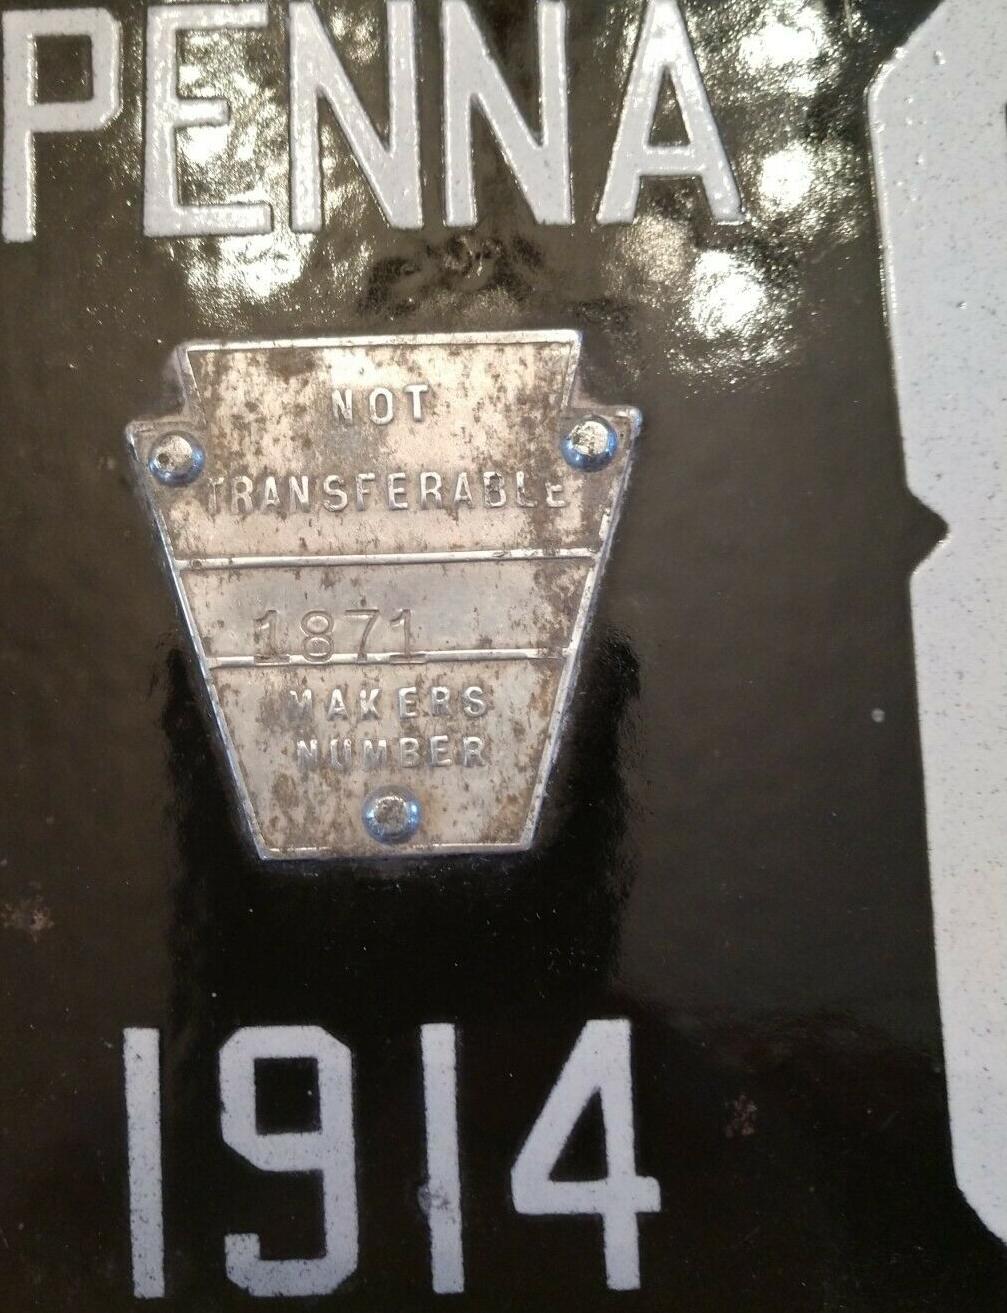 PENNA
NOT
TRANSFERABLE
1871
MAKERS
NUMBER
1914